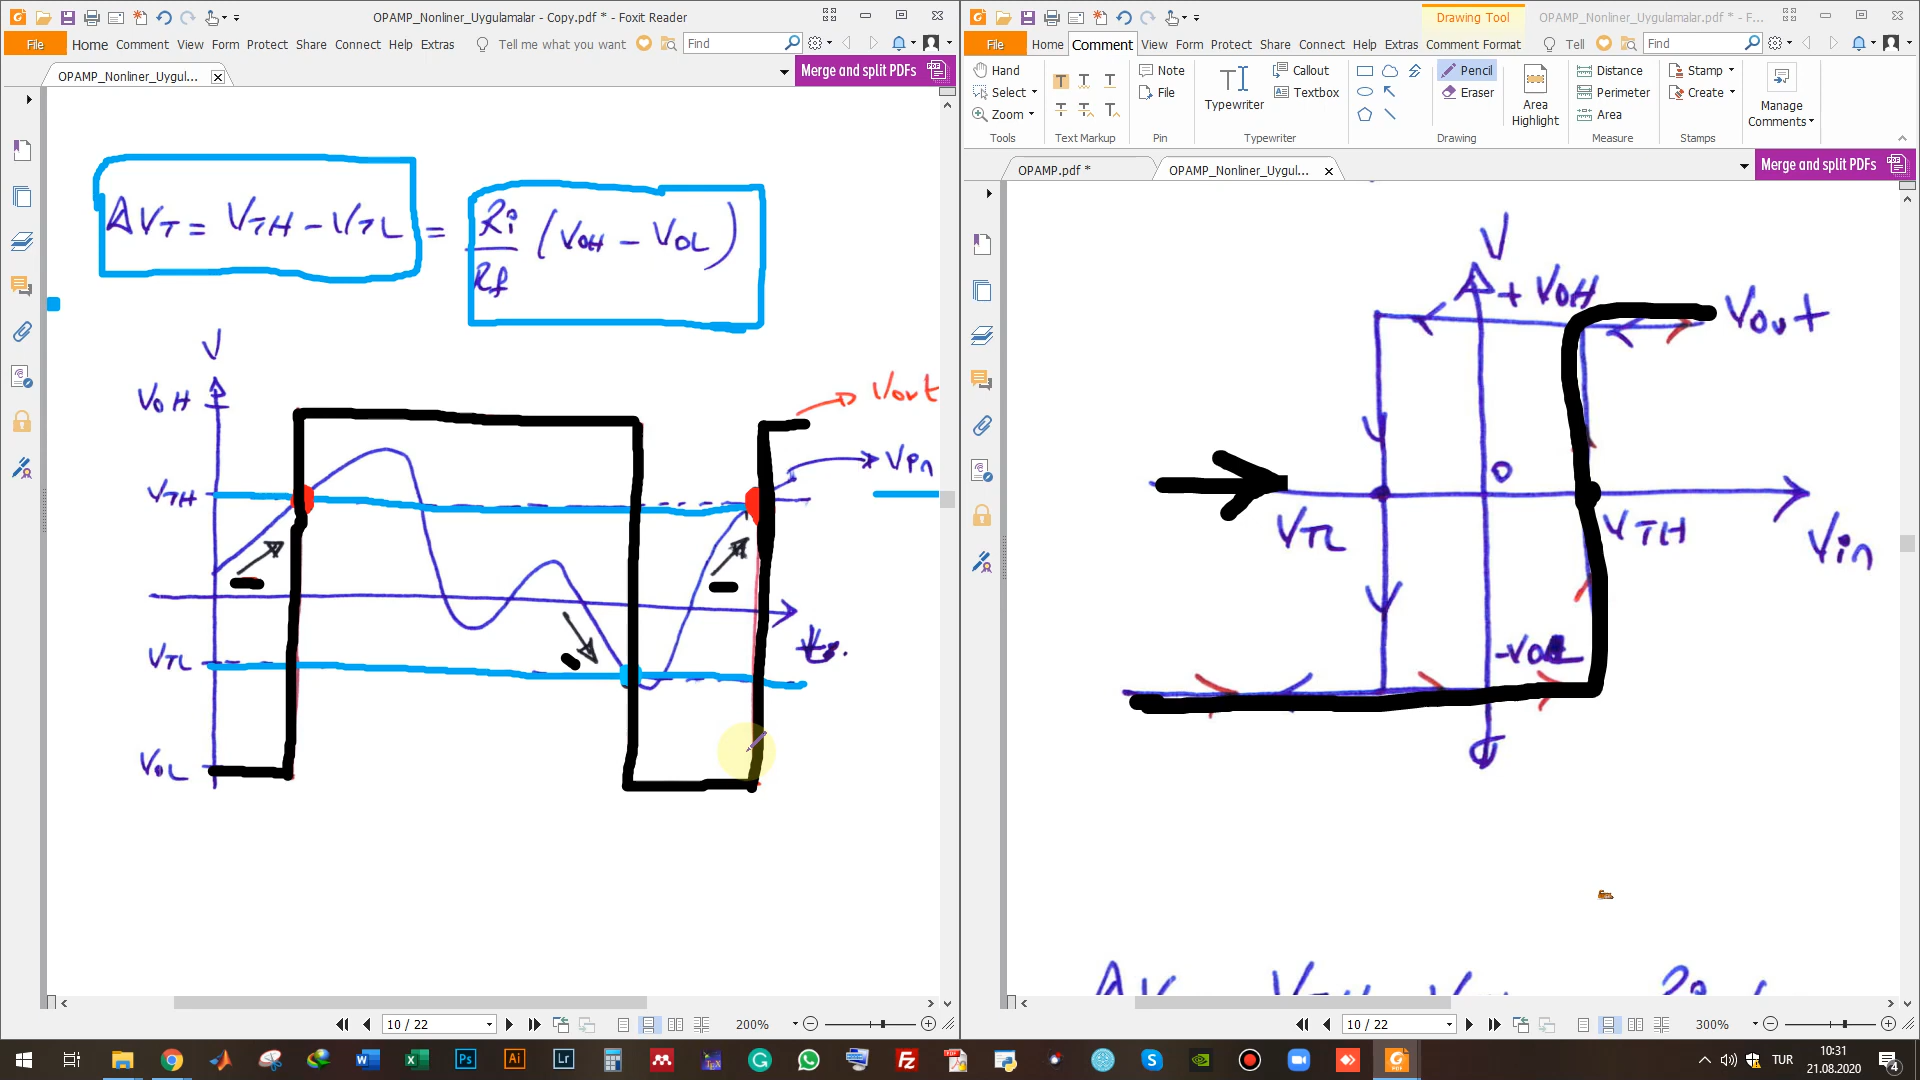 OPAMP_Nonliner_Uygulamalar - Copy.pdf * - Foxit Reader
File Home Comment View Form Protect Share Connect Help Extras Tell me what you want Find
OPAMP_Nonliner_Uygul... Merge and split PDFs
ΔVT = VTH - VTL = Ri/Rf (VOH - VOL)
V
VOH
Vout
Vin
VTH
VTL
VOL
10 / 22 200%
Drawing Tool OPAMP_Nonliner_Uygulamalar.pdf * - F...
File Home Comment View Form Protect Share Connect Help Extras Comment Format Tell Find
Hand Note Callout Pencil Distance Stamp
Select File Typewriter Textbox Eraser Area Highlight Perimeter Create Manage Comments
Zoom Area
Tools Text Markup Pin Typewriter Drawing Measure Stamps
OPAMP.pdf * OPAMP_Nonliner_Uygul... Merge and split PDFs
V
+ VOH
Vout
0
VTL
VTH
Vin
-VOL
10 / 22 300%
TUR
10:31
21.08.2020
4